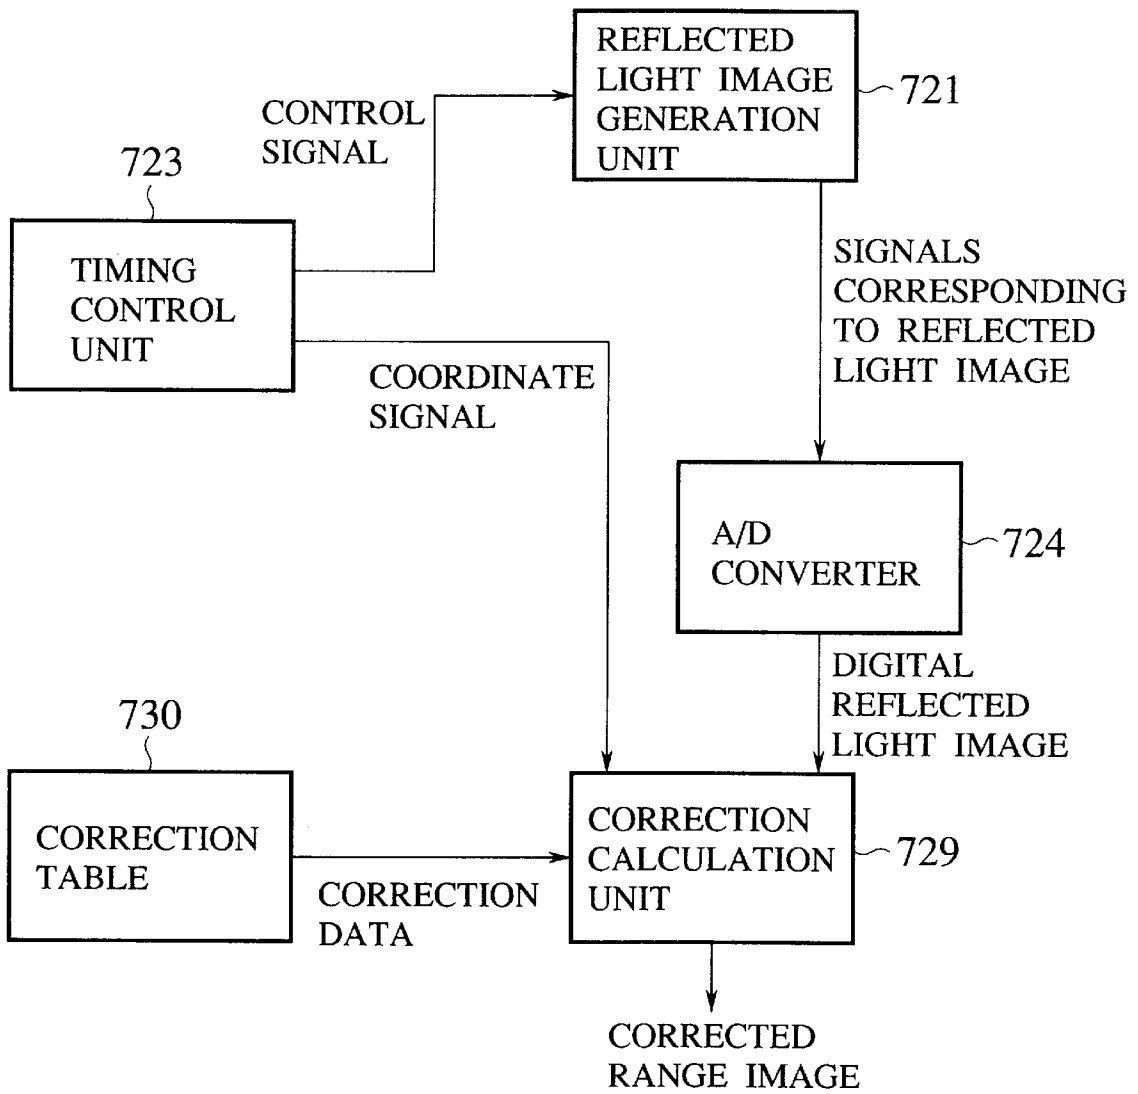 REFLECTED
LIGHT IMAGE
GENERATION
UNIT
721
CONTROL
SIGNAL
723
TIMING
CONTROL
UNIT
SIGNALS
CORRESPONDING
TO REFLECTED
LIGHT IMAGE
COORDINATE
SIGNAL
A/D
CONVERTER
724
DIGITAL
REFLECTED
LIGHT IMAGE
730
CORRECTION
TABLE
CORRECTION
CALCULATION
UNIT
729
CORRECTION
DATA
CORRECTED
RANGE IMAGE